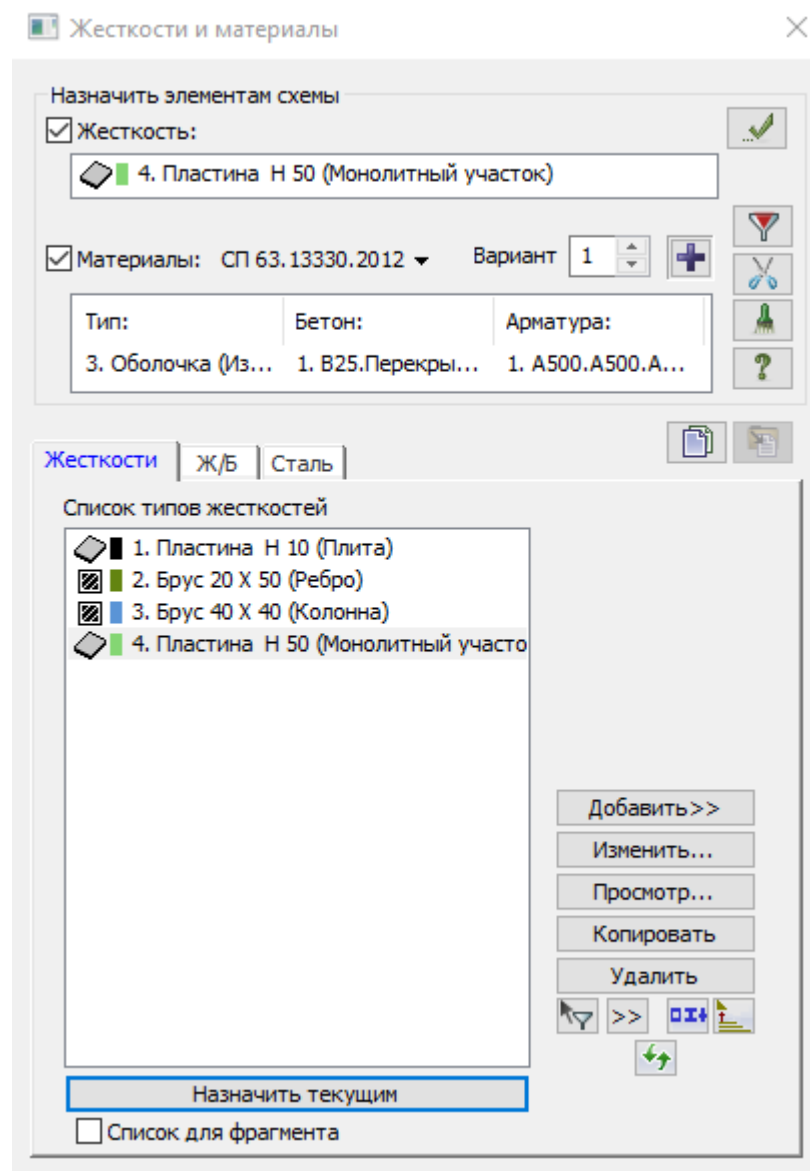 Жесткости и материалы
Назначить элементам схемы
Жесткость:
4. Пластина Н 50 (Монолитный участок)
Материалы: СП 63.13330.2012 Вариант 1
Тип: Бетон: Арматура:
3. Оболочка (Из... 1. В25.Перекры... 1. А500.А500.А...
Жесткости Ж/Б Сталь
Список типов жесткостей
1. Пластина Н 10 (Плита)
2. Брус 20 X 50 (Ребро)
3. Брус 40 X 40 (Колонна)
4. Пластина Н 50 (Монолитный участо
Добавить>>
Изменить...
Просмотр...
Копировать
Удалить
>>
Назначить текущим
Список для фрагмента